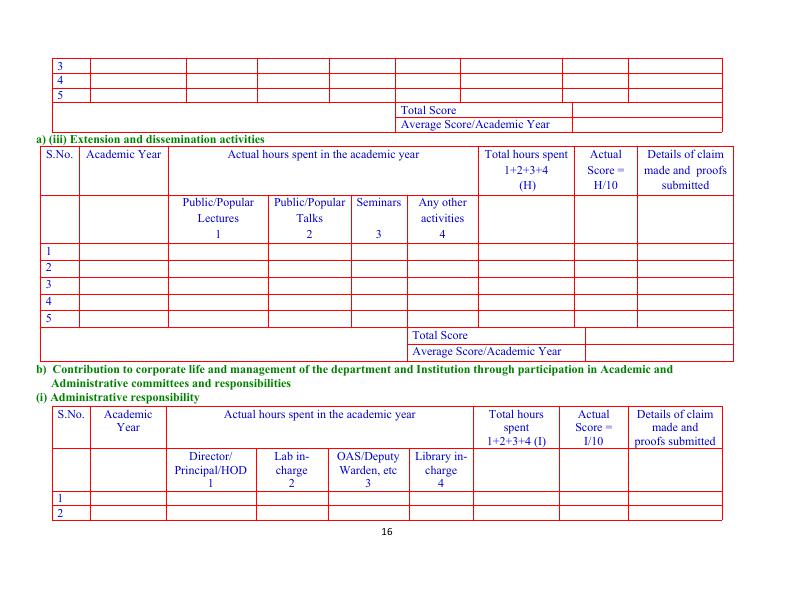 3
4
5
Total Score
Average Score/Academic Year
a) (iii) Extension and dissemination activities
S.No. Academic Year Actual hours spent in the academic year Total hours spent Actual Details of claim
1+2+3+4 Score = made and proofs
(H) H/10 submitted
Public/Popular Public/Popular Seminars Any other
Lectures Talks activities
1 2 3 4
1
2
3
4
5
Total Score
Average Score/Academic Year
b) Contribution to corporate life and management of the department and Institution through participation in Academic and
Administrative committees and responsibilities
(i) Administrative responsibility
S.No. Academic Actual hours spent in the academic year Total hours Actual Details of claim
Year spent Score = made and
1+2+3+4 (I) I/10 proofs submitted
Director/ Lab in- OAS/Deputy Library in-
Principal/HOD charge Warden, etc charge
1 2 3 4
1
2
16